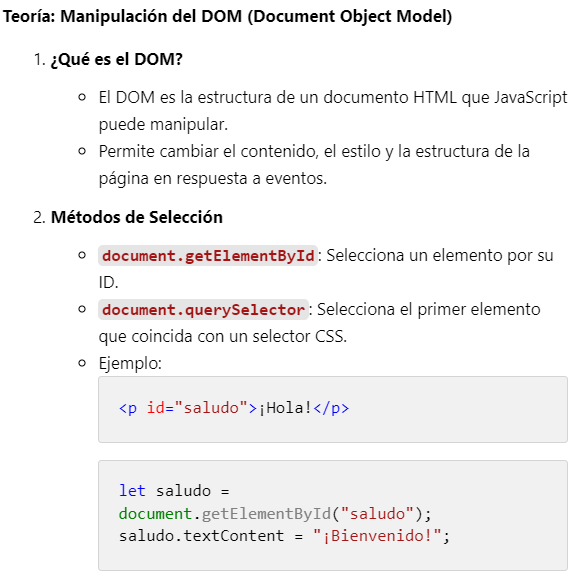 Teoría: Manipulación del DOM (Document Object Model)
1. ¿Qué es el DOM?
El DOM es la estructura de un documento HTML que JavaScript
puede manipular.
Permite cambiar el contenido, el estilo y la estructura de la
página en respuesta a eventos.
2. Métodos de Selección
document.getElementById: Selecciona un elemento por su
ID.
document.querySelector: Selecciona el primer elemento
que coincida con un selector CSS.
Ejemplo:
<p id="saludo">¡Hola!</p>
let saludo =
document.getElementById("saludo");
saludo.textContent = "¡Bienvenido!";